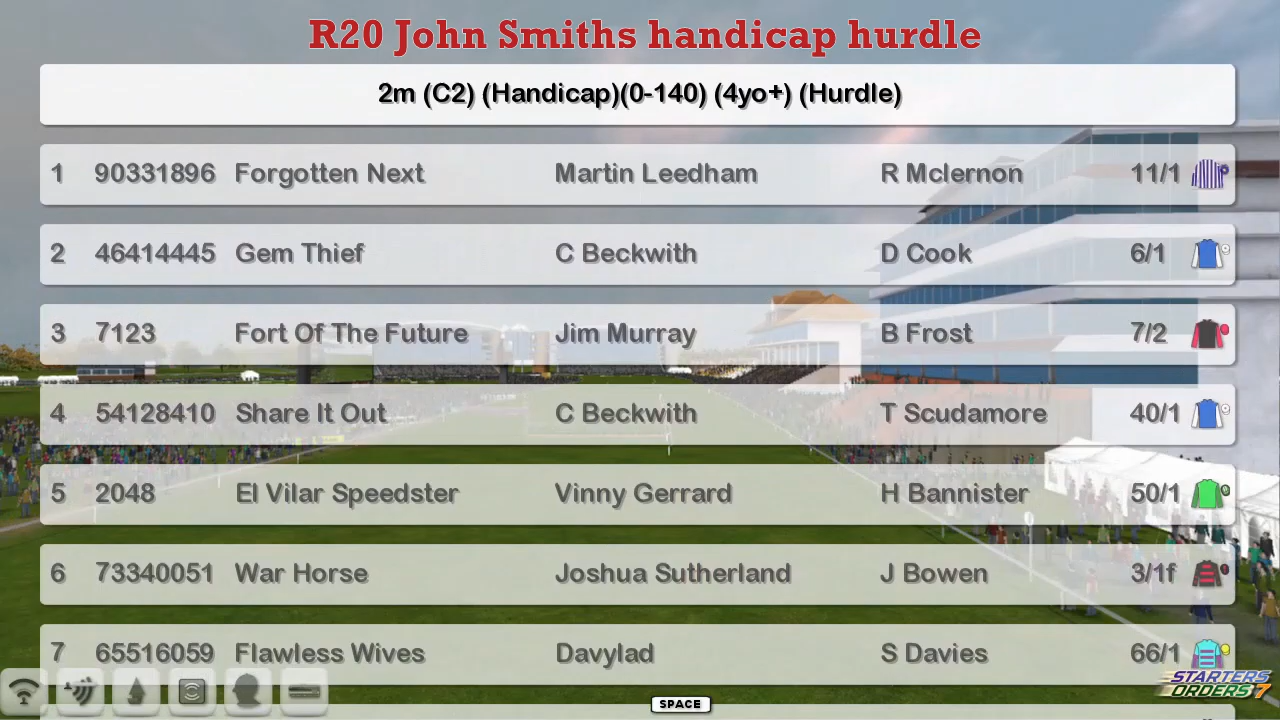 R20 John Smiths handicap hurdle
2m (C2) (Handicap)(0-140) (4yo+) (Hurdle)
1 90331896 Forgotten Next Martin Leedham R Mclernon 11/1
2 46414445 Gem Thief C Beckwith D Cook 6/1
3 7123 Fort Of The Future Jim Murray B Frost 7/2
4 54128410 Share It Out C Beckwith T Scudamore 40/1
5 2048 El Vilar Speedster Vinny Gerrard H Bannister 50/1
6 73340051 War Horse Joshua Sutherland J Bowen 3/1f
7 65516059 Flawless Wives Davylad S Davies 66/1
STARTERS
ORDERS 7
SPACE